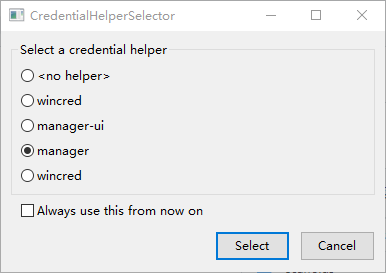 CredentialHelperSelector
Select a credential helper
<no helper>
wincred
manager-ui
manager
wincred
Always use this from now on
Select
Cancel